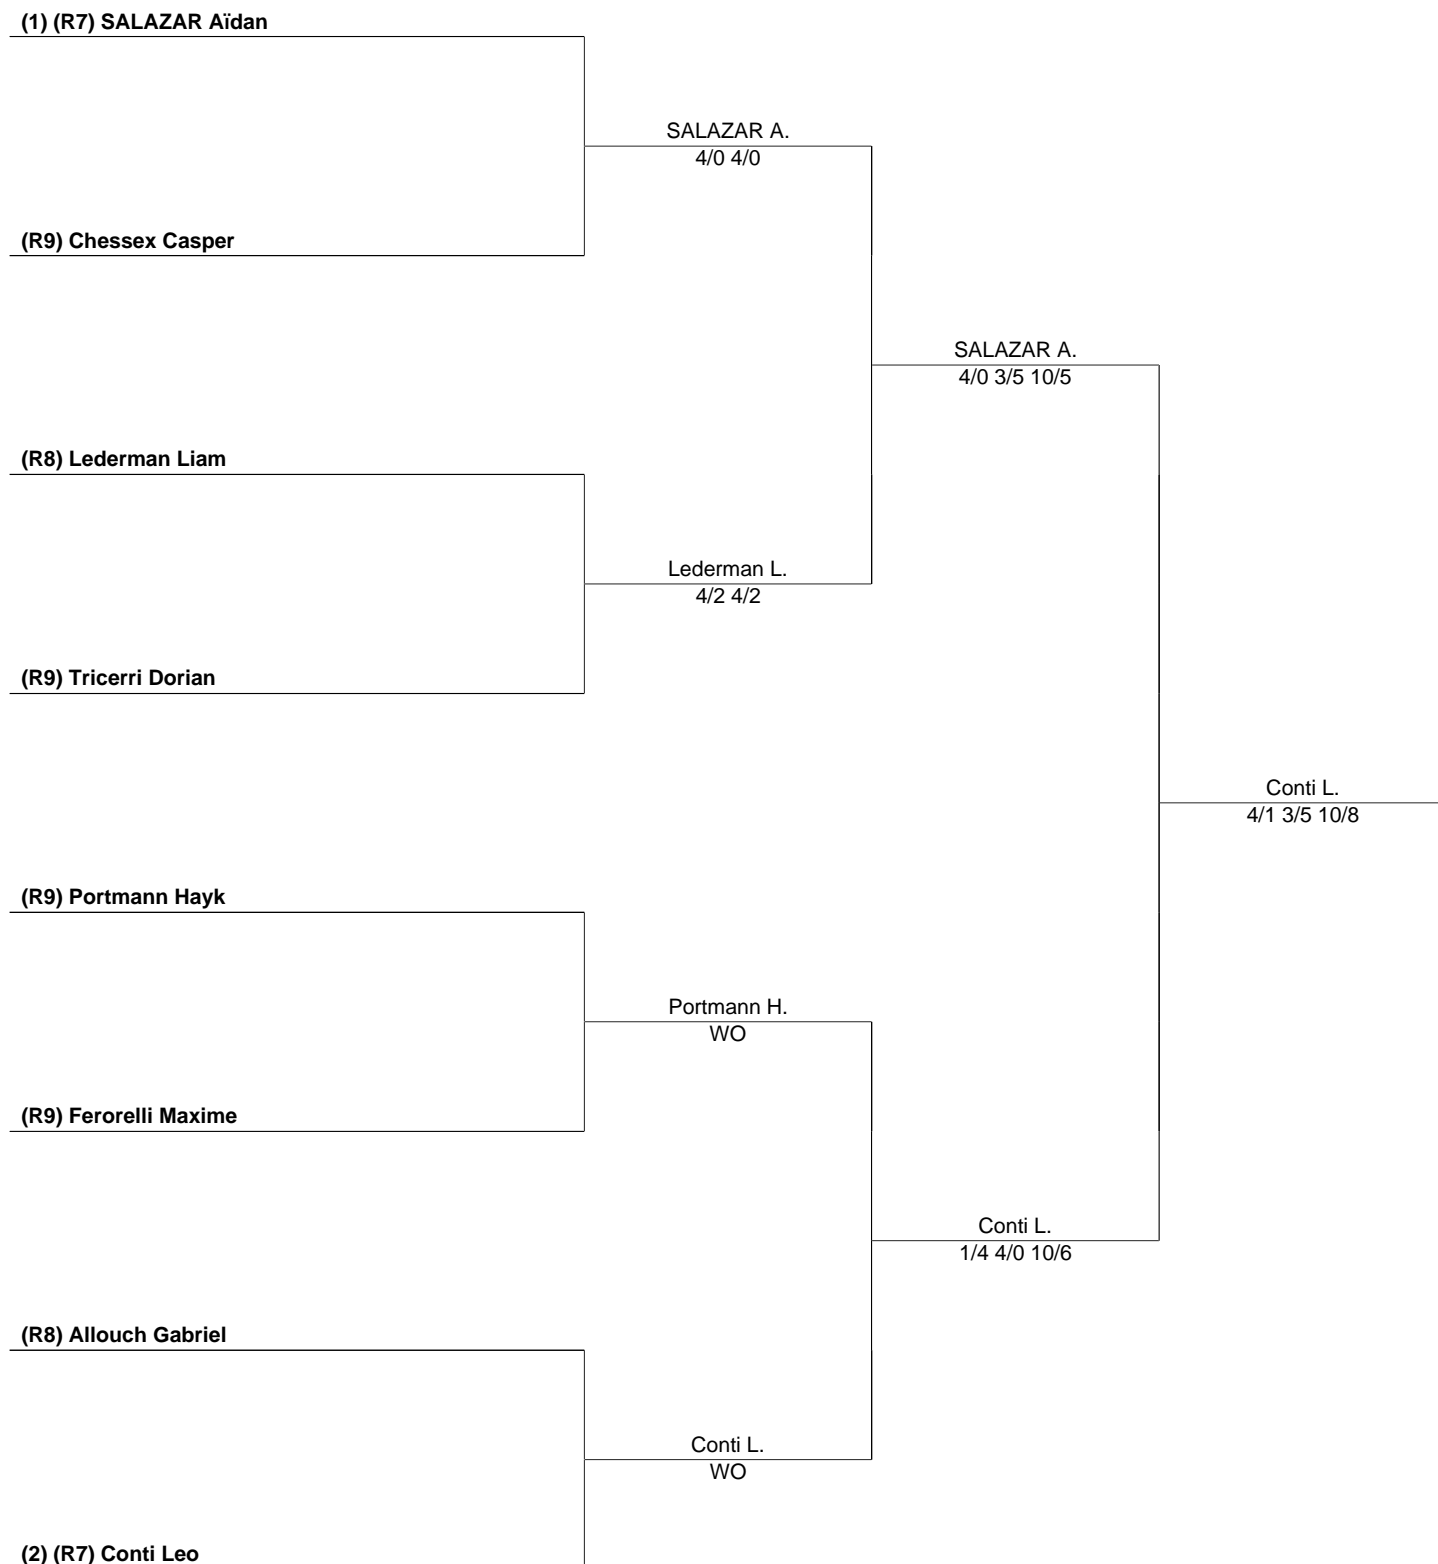 (1) (R7) SALAZAR Aïdan
SALAZAR A.
4/0 4/0
(R9) Chessex Casper
SALAZAR A.
4/0 3/5 10/5
(R8) Lederman Liam
Lederman L.
4/2 4/2
(R9) Tricerri Dorian
Conti L.
4/1 3/5 10/8
(R9) Portmann Hayk
Portmann H.
WO
(R9) Ferorelli Maxime
Conti L.
1/4 4/0 10/6
(R8) Allouch Gabriel
Conti L.
WO
(2) (R7) Conti Leo